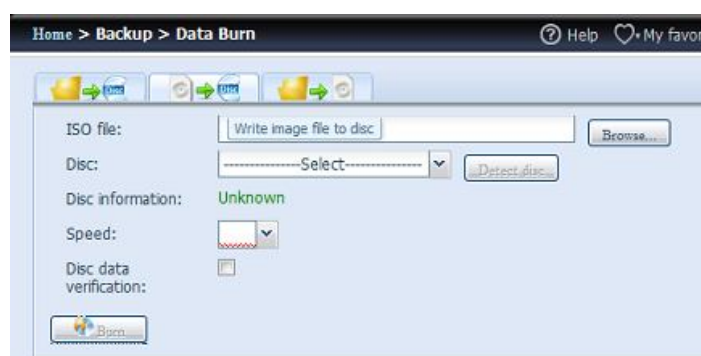 Home > Backup > Data Burn
Help My favor
ISO file: Write image file to disc Browse...
Disc: --------------Select-------------- Detect disc...
Disc information: Unknown
Speed:
Disc data
verification:
Burn